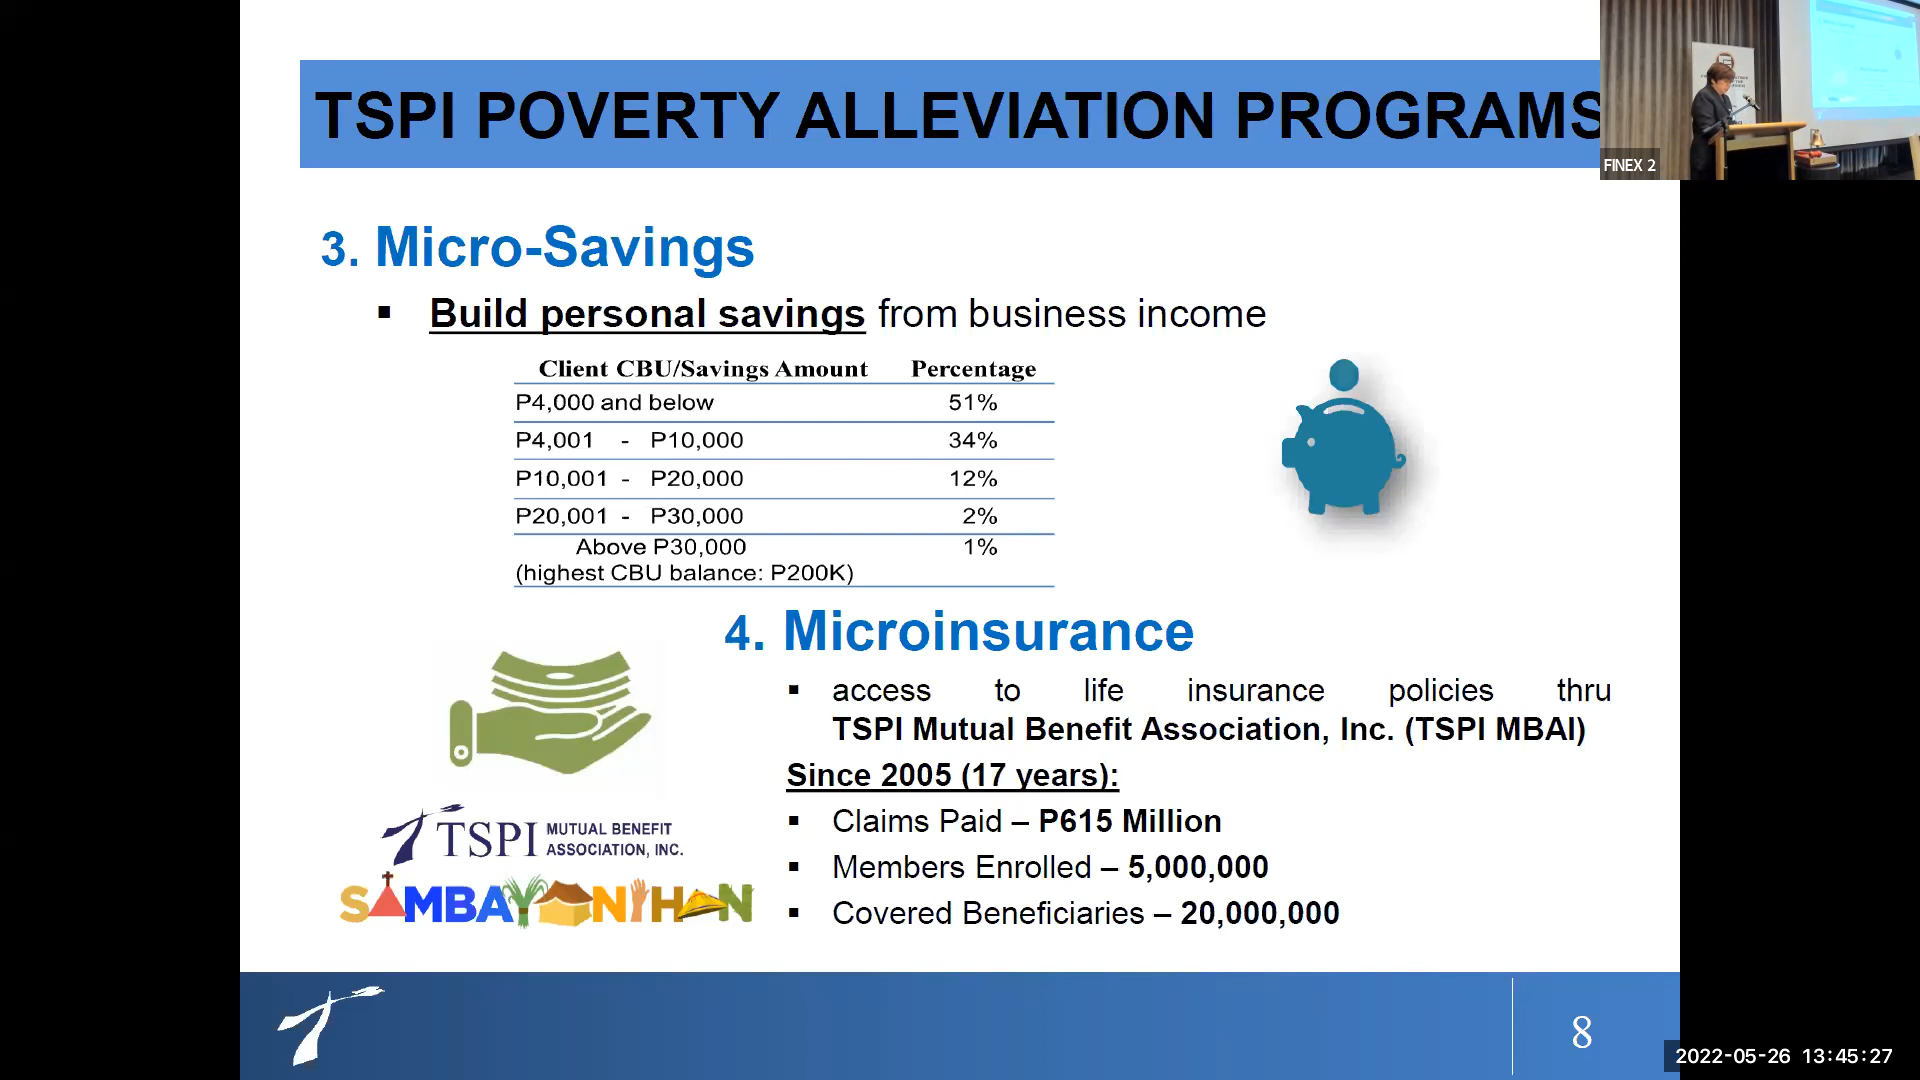 TSPI POVERTY ALLEVIATION PROGRAMS
FINEX 2
3. Micro-Savings
▪ Build personal savings from business income
Client CBU/Savings Amount Percentage
P4,000 and below 51%
P4,001 - P10,000 34%
P10,001 - P20,000 12%
P20,001 - P30,000 2%
Above P30,000 1%
(highest CBU balance: P200K)
4. Microinsurance
▪ access to life insurance policies thru
TSPI Mutual Benefit Association, Inc. (TSPI MBAI)
Since 2005 (17 years):
▪ Claims Paid – P615 Million
▪ Members Enrolled – 5,000,000
▪ Covered Beneficiaries – 20,000,000
TSPI MUTUAL BENEFIT
ASSOCIATION, INC.
SAMBAYANIHAN
8
2022-05-26 13:45:27